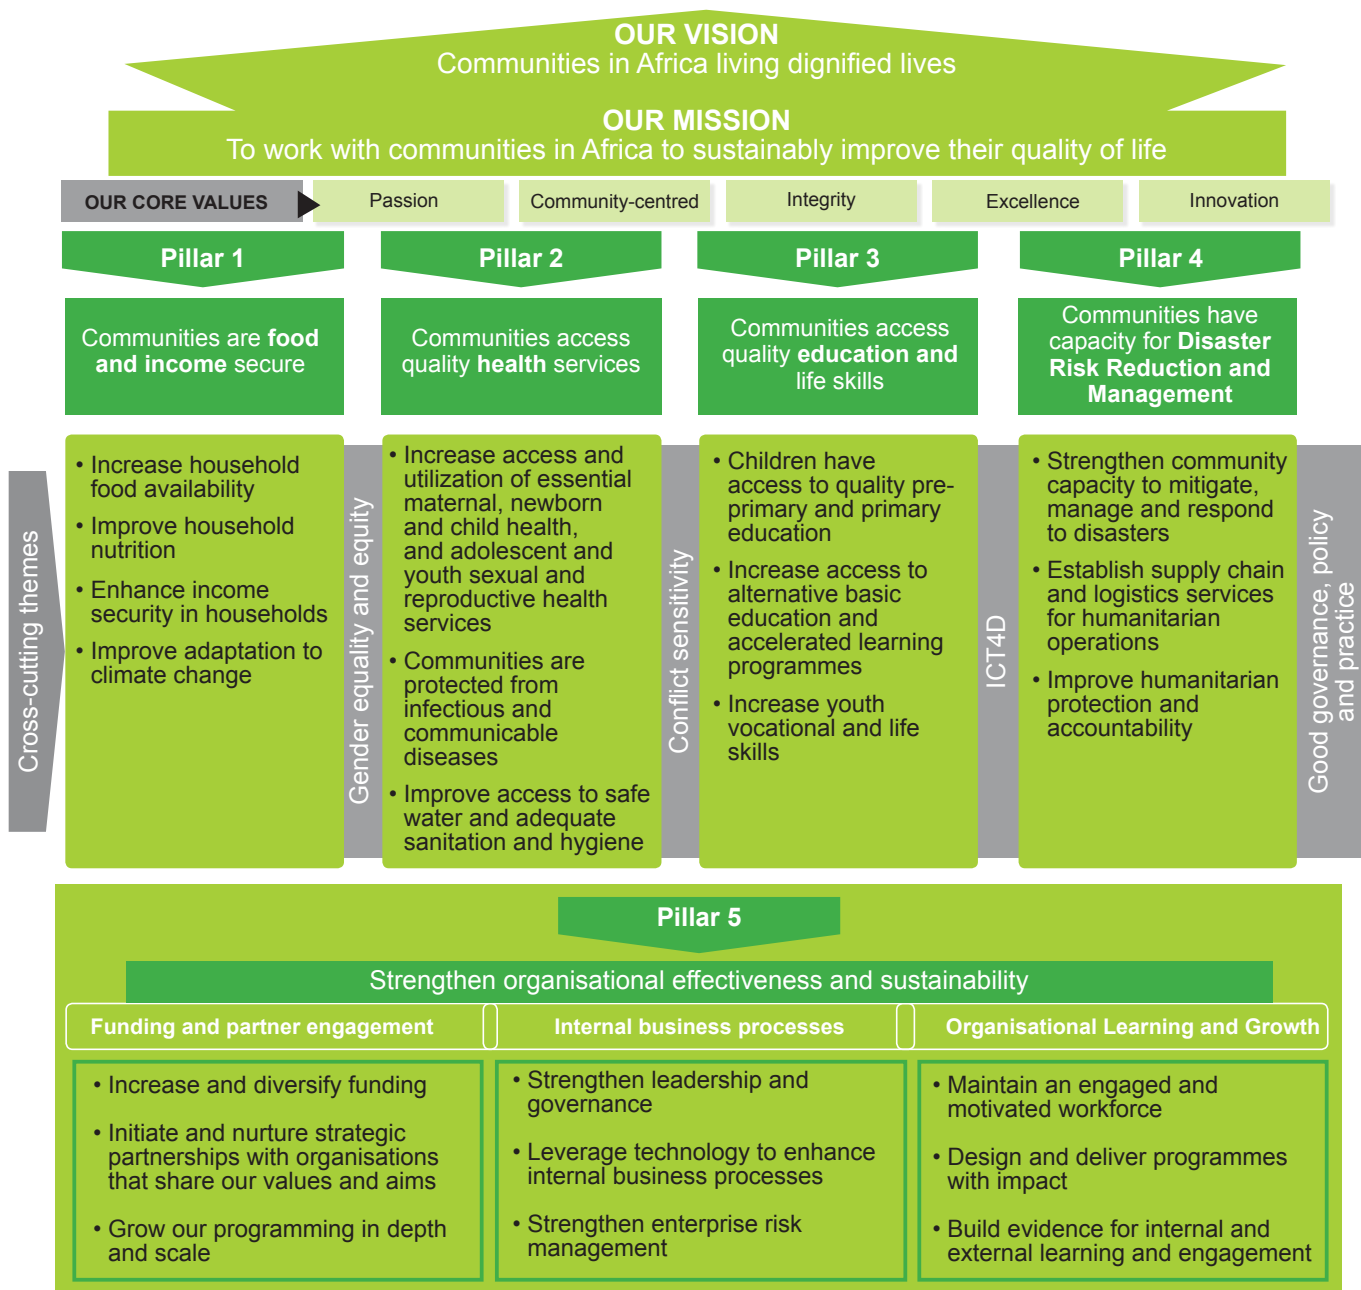 OUR VISION
Communities in Africa living dignified lives
OUR MISSION
To work with communities in Africa to sustainably improve their quality of life
OUR CORE VALUES
Passion
Community-centred
Integrity
Excellence
Innovation
Pillar 1
Pillar 2
Pillar 3
Pillar 4
Communities are food
and income secure
Communities access
quality health services
Communities access
quality education and
life skills
Communities have
capacity for Disaster
Risk Reduction and
Management
Cross-cutting themes
• Increase household
food availability
• Improve household
nutrition
• Enhance income
security in households
• Improve adaptation to
climate change
Gender equality and equity
• Increase access and
utilization of essential
maternal, newborn
and child health,
and adolescent and
youth sexual and
reproductive health
services
• Communities are
protected from
infectious and
communicable
diseases
• Improve access to safe
water and adequate
sanitation and hygiene
Conflict sensitivity
• Children have
access to quality pre-
primary and primary
education
• Increase access to
alternative basic
education and
accelerated learning
programmes
• Increase youth
vocational and life
skills
ICT4D
• Strengthen community
capacity to mitigate,
manage and respond
to disasters
• Establish supply chain
and logistics services
for humanitarian
operations
• Improve humanitarian
protection and
accountability
Good governance, policy
and practice
Pillar 5
Strengthen organisational effectiveness and sustainability
Funding and partner engagement
Internal business processes
Organisational Learning and Growth
• Increase and diversify funding
• Initiate and nurture strategic
partnerships with organisations
that share our values and aims
• Grow our programming in depth
and scale
• Strengthen leadership and
governance
• Leverage technology to enhance
internal business processes
• Strengthen enterprise risk
management
• Maintain an engaged and
motivated workforce
• Design and deliver programmes
with impact
• Build evidence for internal and
external learning and engagement